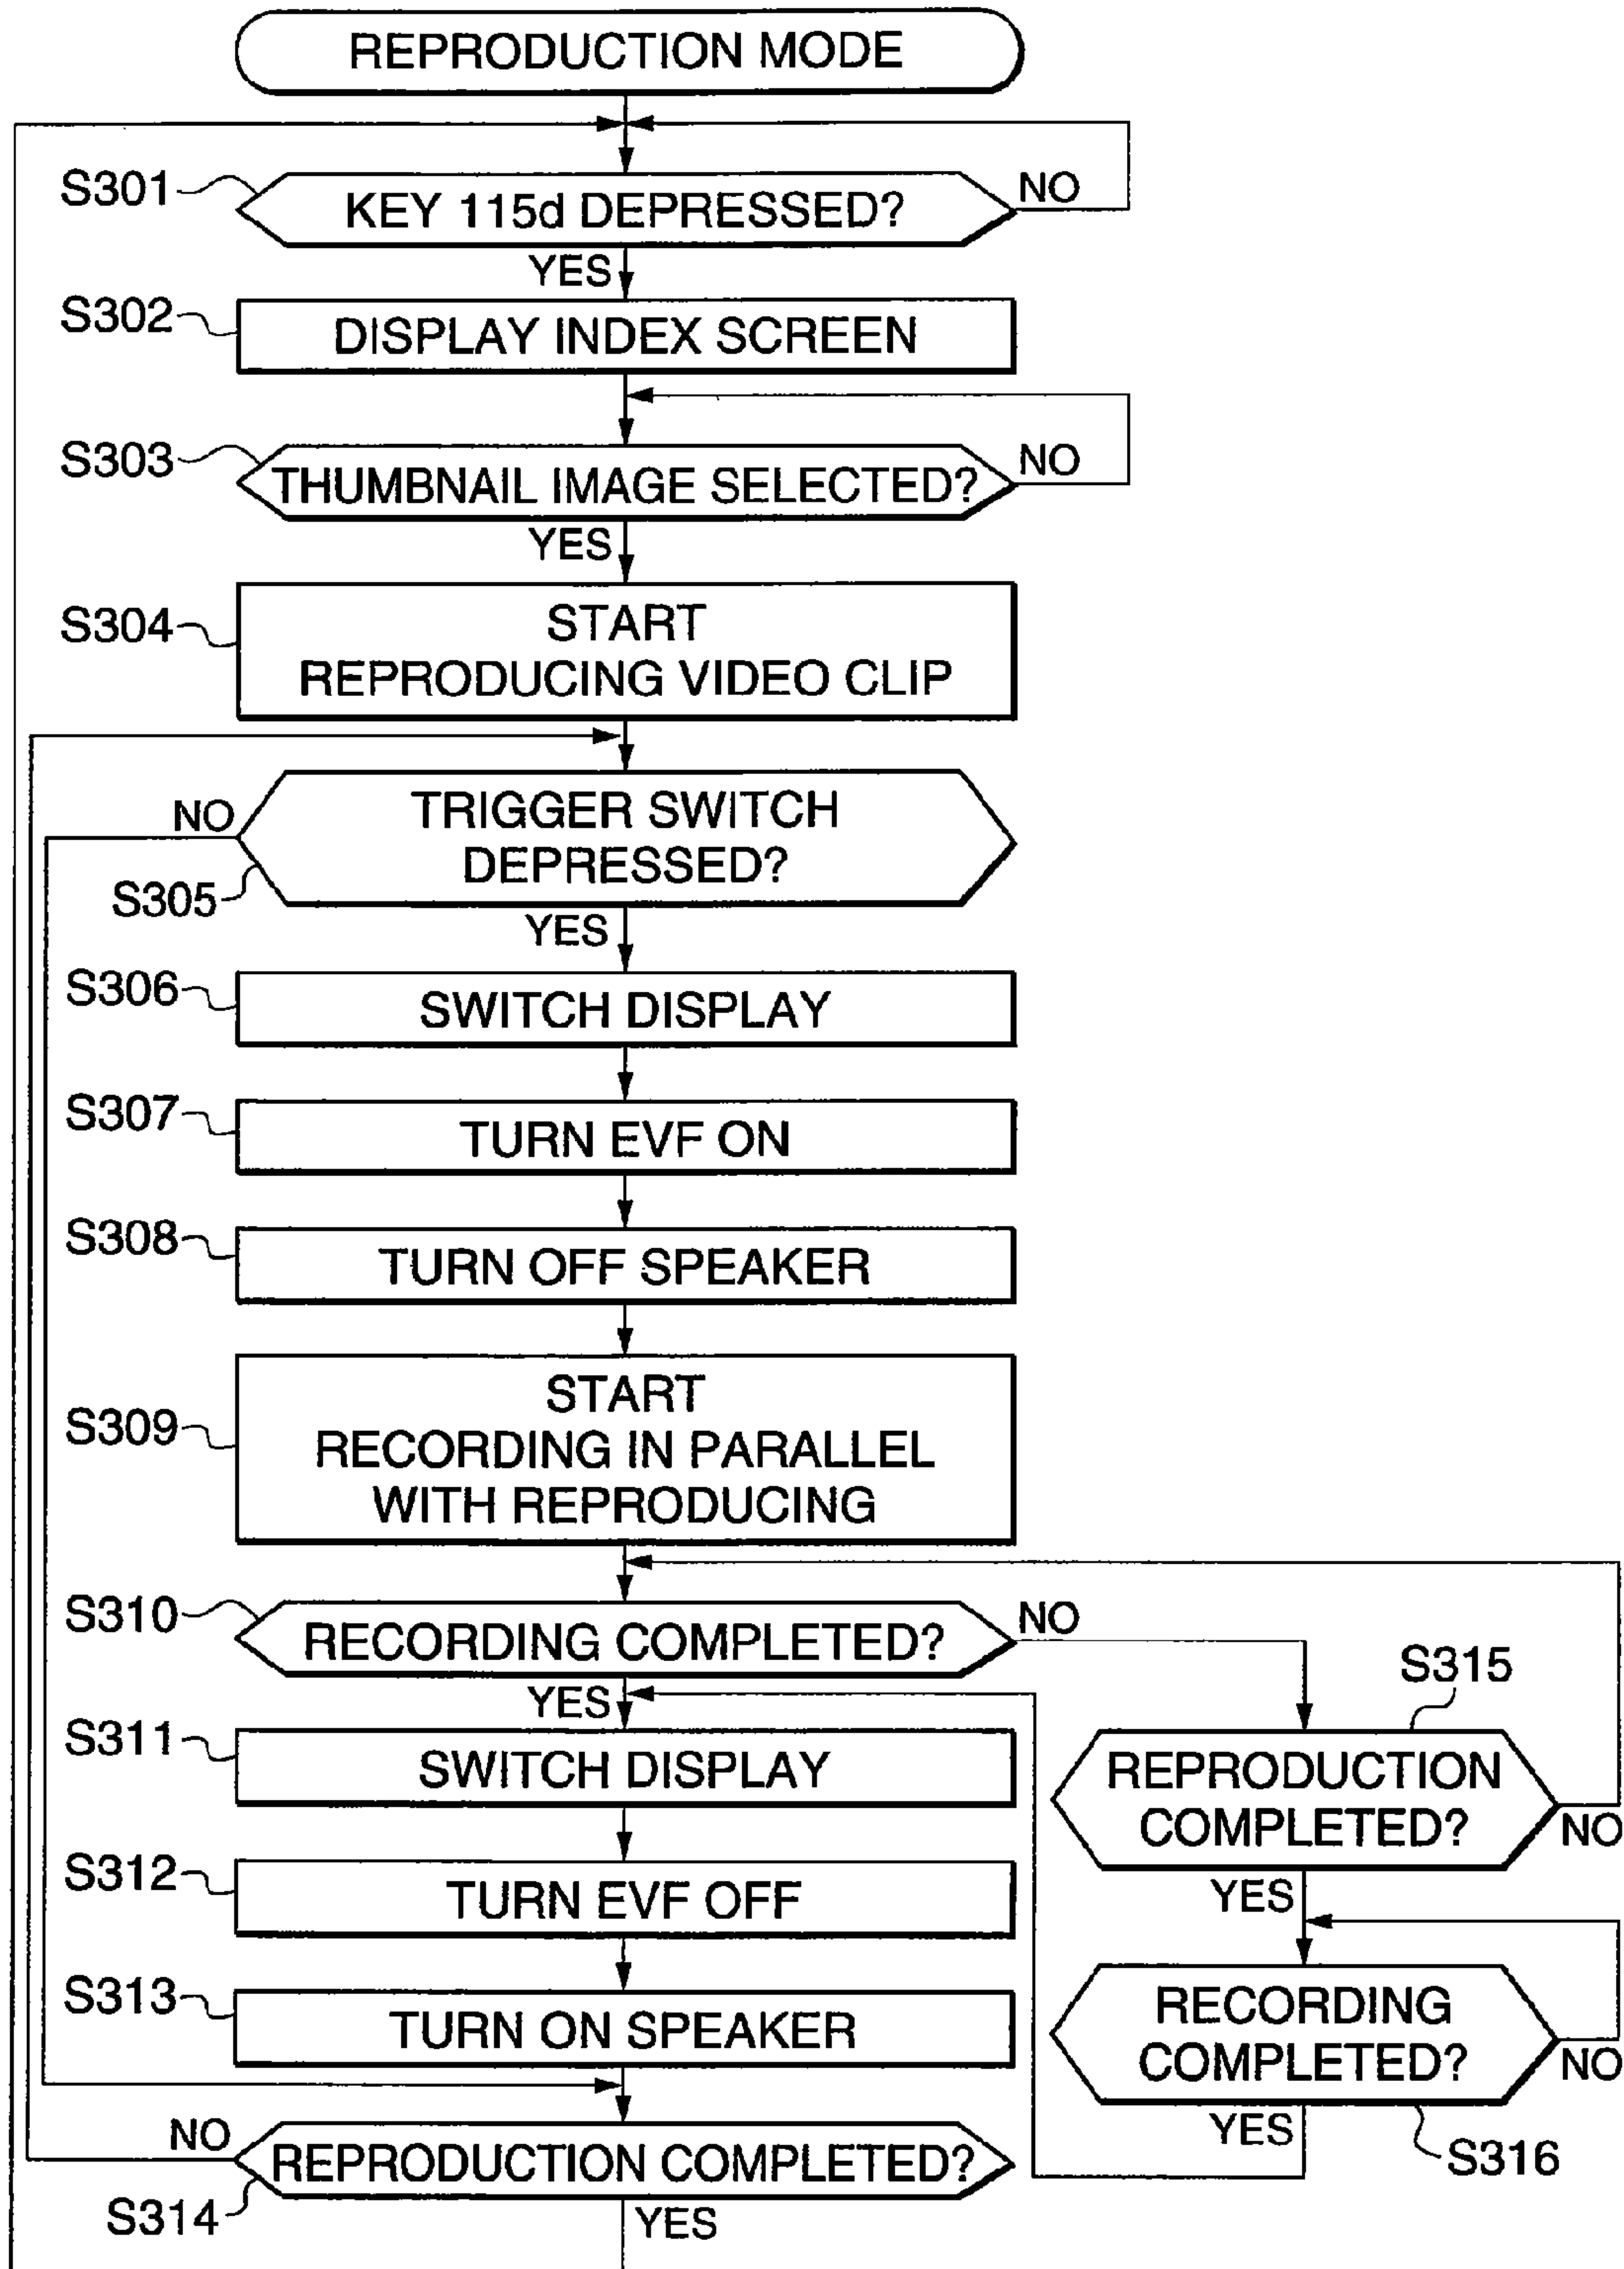 REPRODUCTION MODE
S301
KEY 115d DEPRESSED?
NO
YES
S302
DISPLAY INDEX SCREEN
S303
THUMBNAIL IMAGE SELECTED?
NO
YES
S304
START
REPRODUCING VIDEO CLIP
NO
TRIGGER SWITCH
DEPRESSED?
S305
YES
S306
SWITCH DISPLAY
S307
TURN EVF ON
S308
TURN OFF SPEAKER
S309
START
RECORDING IN PARALLEL
WITH REPRODUCING
S310
RECORDING COMPLETED?
NO
YES
S311
SWITCH DISPLAY
S315
REPRODUCTION
COMPLETED?
NO
YES
S312
TURN EVF OFF
S313
TURN ON SPEAKER
RECORDING
COMPLETED?
NO
YES
S316
NO
REPRODUCTION COMPLETED?
S314
YES